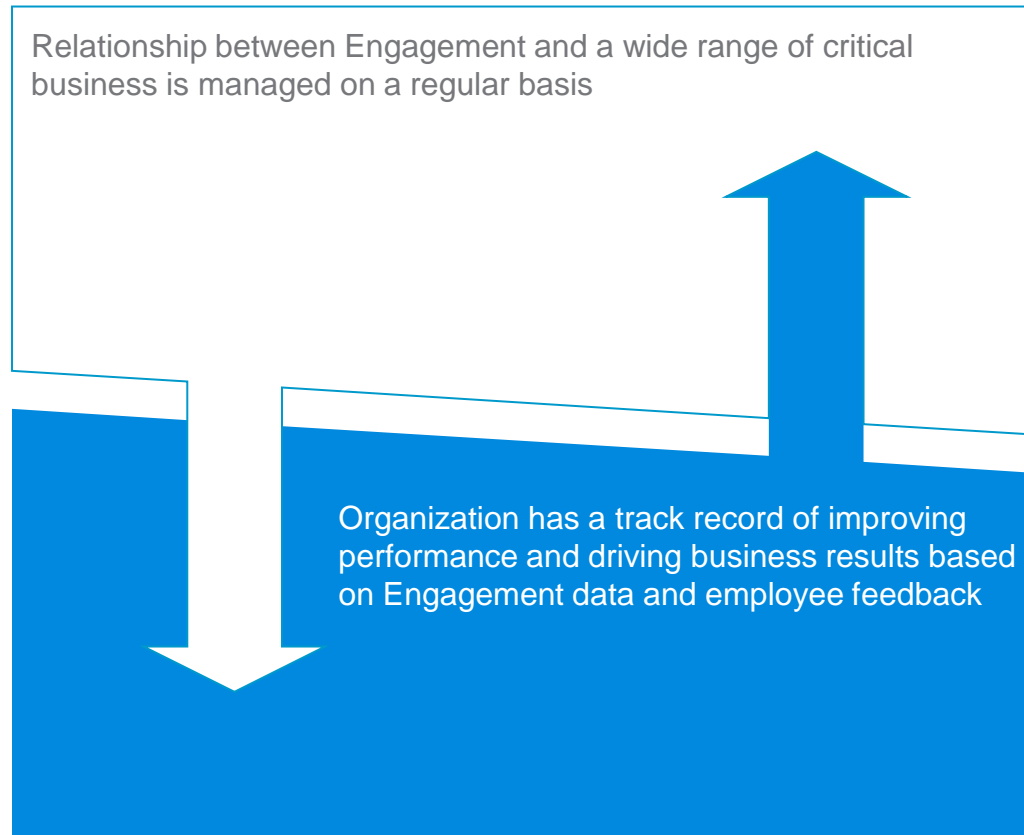 Relationship between Engagement and a wide range of critical
business is managed on a regular basis
Organization has a track record of improving
performance and driving business results based
on Engagement data and employee feedback